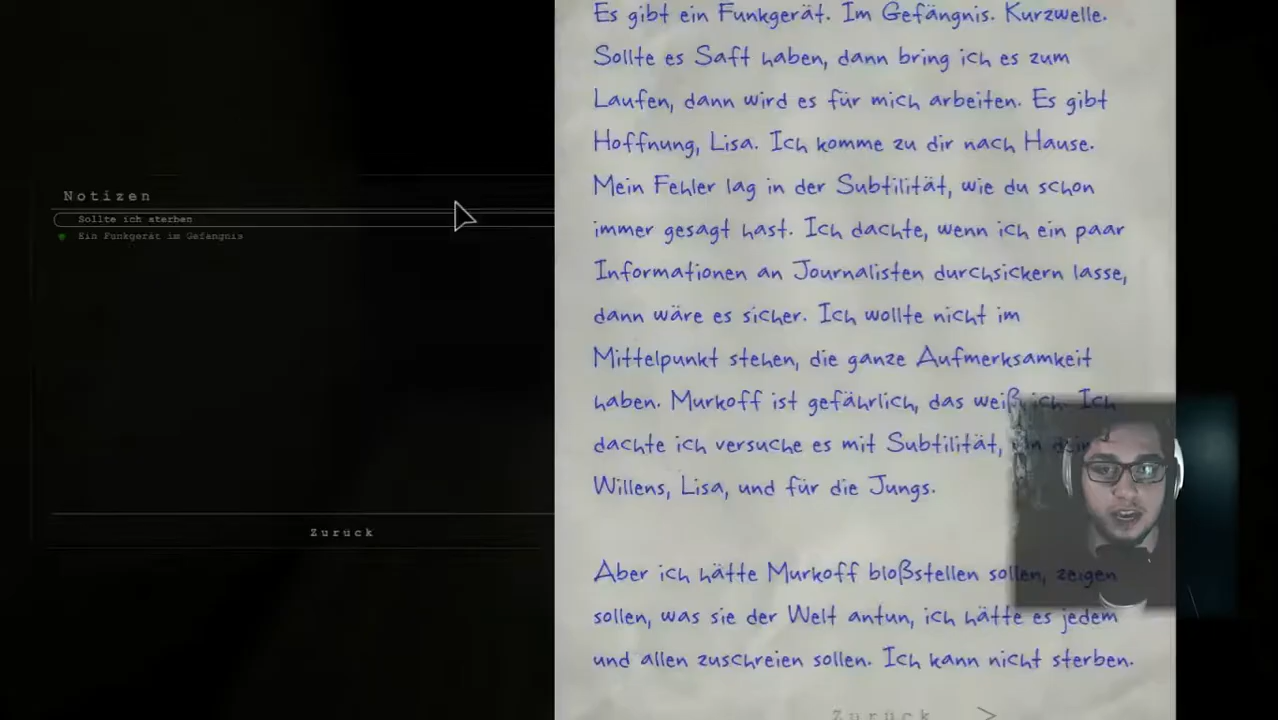 Notizen
Sollte ich sterben
Ein Funkgerät im Gefängnis
Zurück
Es gibt ein Funkgerät. Im Gefängnis. Kurzwelle.
Sollte es Saft haben, dann bring ich es zum
Laufen, dann wird es für mich arbeiten. Es gibt
Hoffnung, Lisa. Ich komme zu dir nach Hause.
Mein Fehler lag in der Subtilität, wie du schon
immer gesagt hast. Ich dachte, wenn ich ein paar
Informationen an Journalisten durchsickern lasse,
dann wäre es sicher. Ich wollte nicht im
Mittelpunkt stehen, die ganze Aufmerksamkeit
haben. Murkoff ist gefährlich, das weiß ich. Ich
dachte ich versuche es mit Subtilität,
Willens, Lisa, und für die Jungs.
Aber ich hätte Murkoff bloßstellen sollen, zeigen
sollen, was sie der Welt antun, ich hätte es jedem
und allen zuschreien sollen. Ich kann nicht sterben.
Zurück >